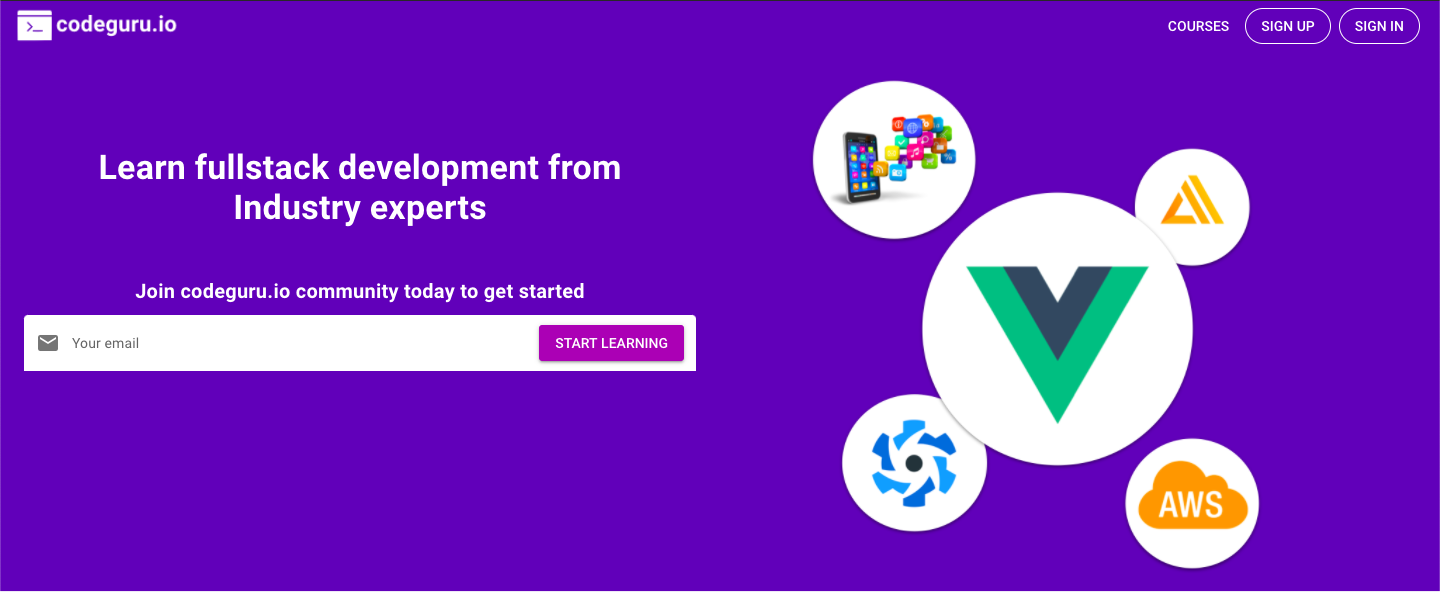 codeguru.io
COURSES SIGN UP SIGN IN
Learn fullstack development from
Industry experts
Join codeguru.io community today to get started
Your email START LEARNING
AWS